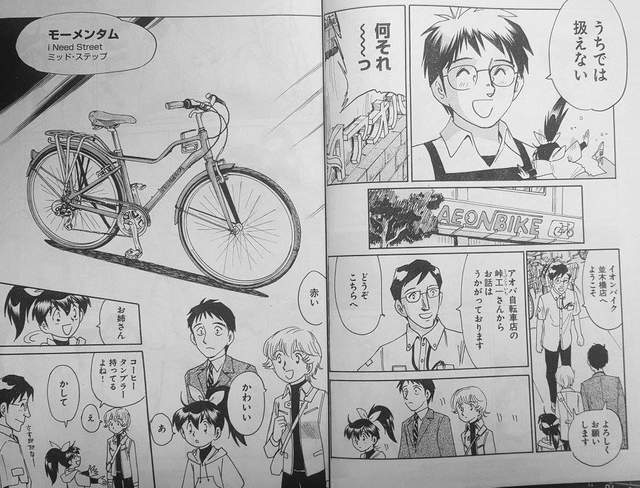 うちでは
扱えない
何それ
〜〜っ
AEONBIKE
イオンバイク
並木橋店へ
ようこそ
アオバ自転車店の
峠工一さんから
お話は
うかがっております
どうぞ
こちらへ
よろしく
お願い
します
モーメンタム
i Need Street
ミッド・ステップ
赤い
かわいい
あ
お姉さん
コーヒー
タンブラー
持ってる
よね！
え
かして